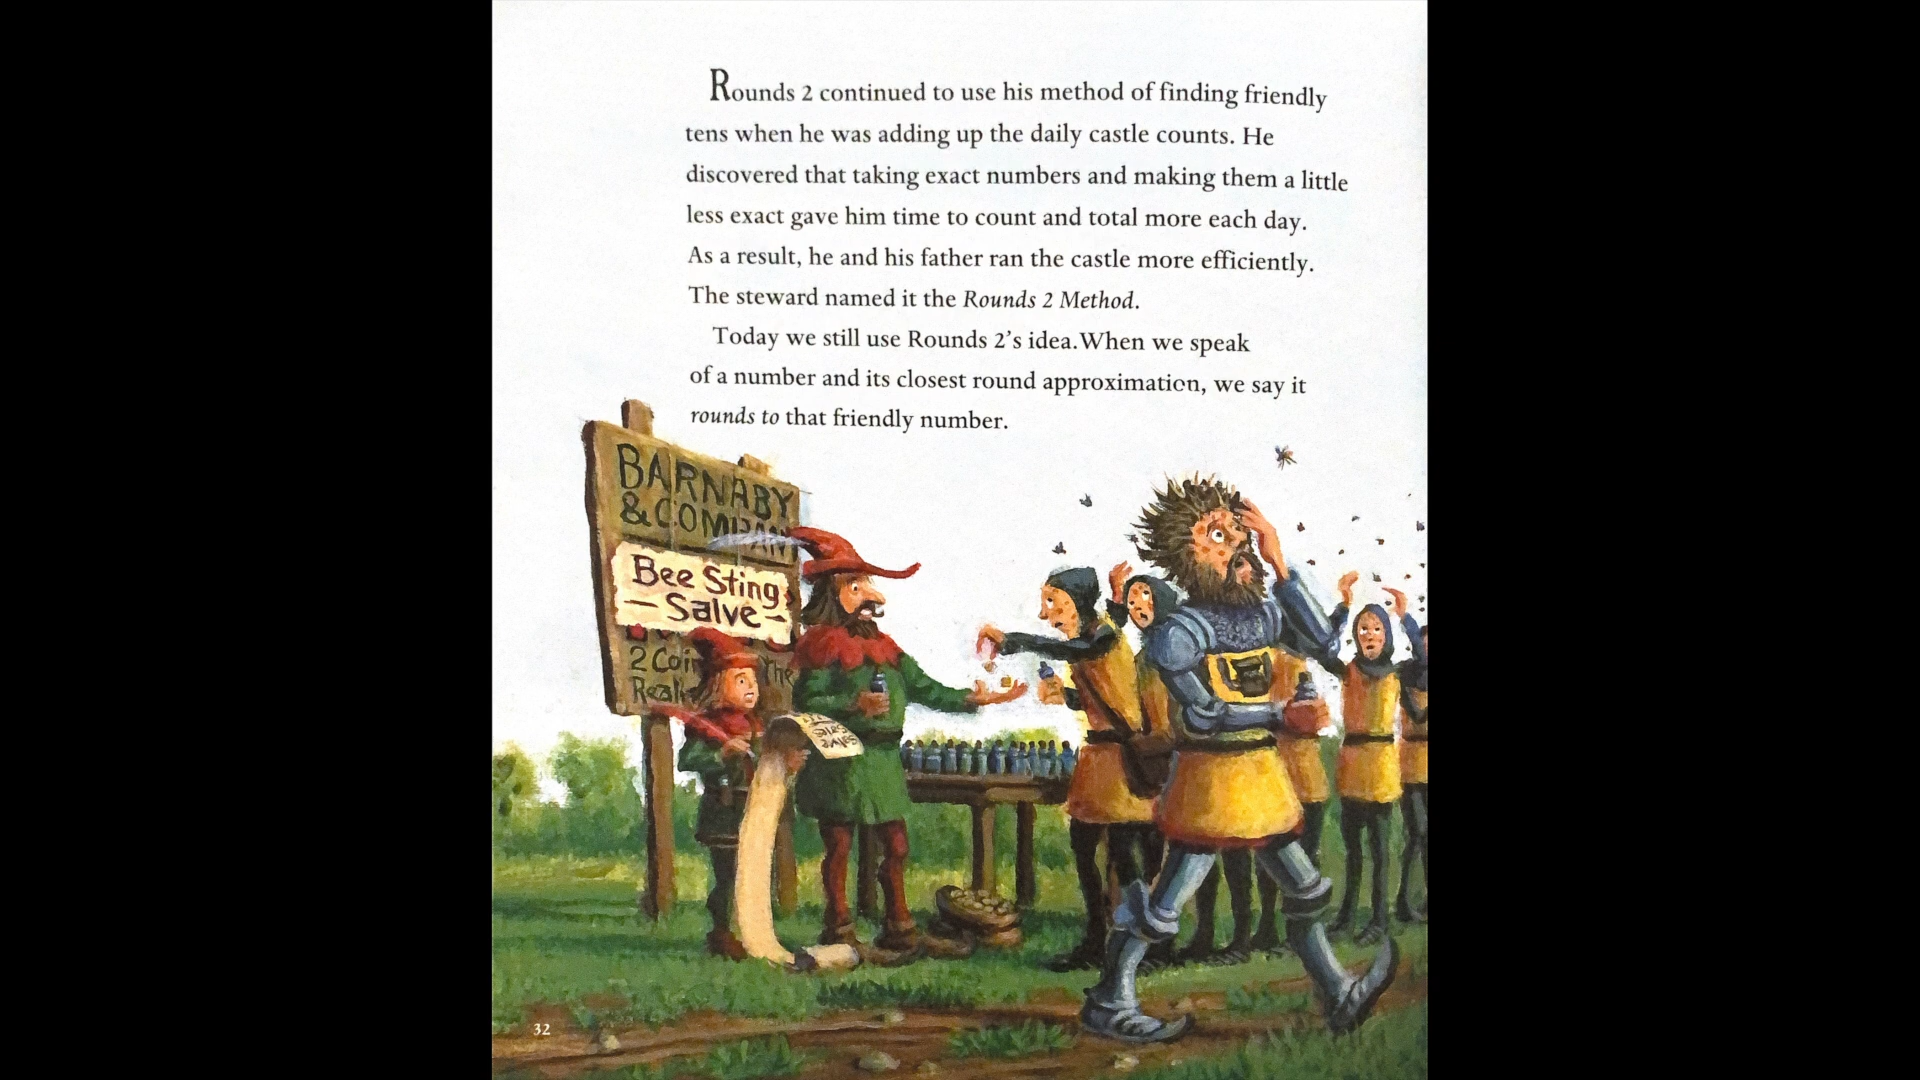 Rounds 2 continued to use his method of finding friendly
tens when he was adding up the daily castle counts. He
discovered that taking exact numbers and making them a little
less exact gave him time to count and total more each day.
As a result, he and his father ran the castle more efficiently.
The steward named it the Rounds 2 Method.
Today we still use Rounds 2's idea.When we speak
of a number and its closest round approximation, we say it
rounds to that friendly number.
BARNABY
& COMPAN
Bee Sting
- Salve -
2 Coi
The
32